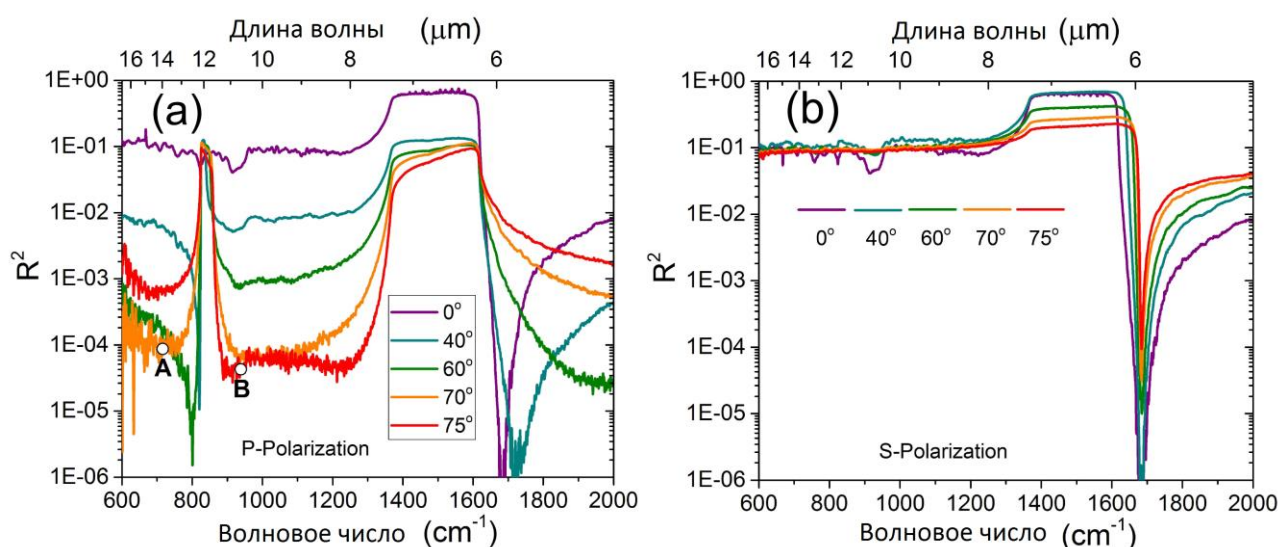 Длина волны (μm)
16 14 12 10 8 6
1E+00
1E-01
1E-02
1E-03
1E-04
1E-05
1E-06
R²
(a)
A
B
0°
40°
60°
70°
75°
P-Polarization
600 800 1000 1200 1400 1600 1800 2000
Волновое число (cm⁻¹)
Длина волны (μm)
16 14 12 10 8 6
1E+00
1E-01
1E-02
1E-03
1E-04
1E-05
1E-06
R²
(b)
0° 40° 60° 70° 75°
S-Polarization
600 800 1000 1200 1400 1600 1800 2000
Волновое число (cm⁻¹)